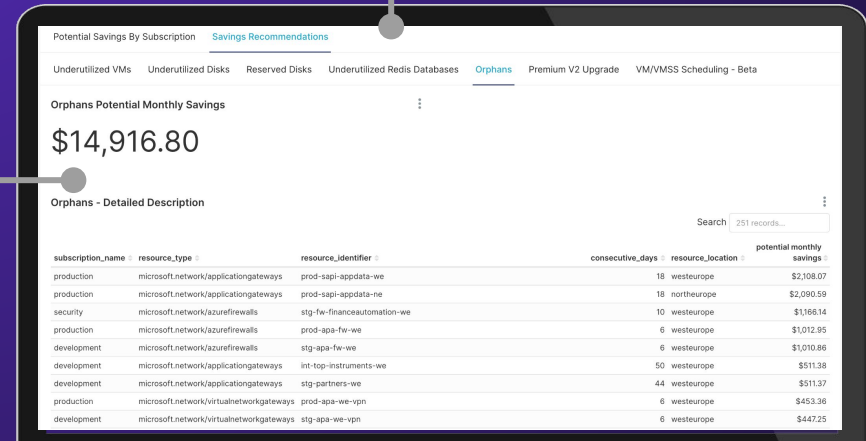 Potential Savings By Subscription Savings Recommendations
Underutilized VMs Underutilized Disks Reserved Disks Underutilized Redis Databases Orphans Premium V2 Upgrade VM/VMSS Scheduling - Beta
Orphans Potential Monthly Savings
$14,916.80
Orphans - Detailed Description
Search 251 records...
subscription_name resource_type resource_identifier consecutive_days resource_location potential monthly savings
production microsoft.network/applicationgateways prod-sapi-appdata-we 18 westeurope $2,108.07
production microsoft.network/applicationgateways prod-sapi-appdata-ne 18 northeurope $2,090.59
security microsoft.network/azurefirewalls stg-fw-financeautomation-we 10 westeurope $1,166.14
production microsoft.network/azurefirewalls prod-apa-fw-we 6 westeurope $1,012.95
development microsoft.network/azurefirewalls stg-apa-fw-we 6 westeurope $1,010.86
development microsoft.network/applicationgateways int-top-instruments-we 50 westeurope $511.38
development microsoft.network/applicationgateways stg-partners-we 44 westeurope $511.37
production microsoft.network/virtualnetworkgateways prod-apa-we-vpn 6 westeurope $453.36
development microsoft.network/virtualnetworkgateways stg-apa-we-vpn 6 westeurope $447.25